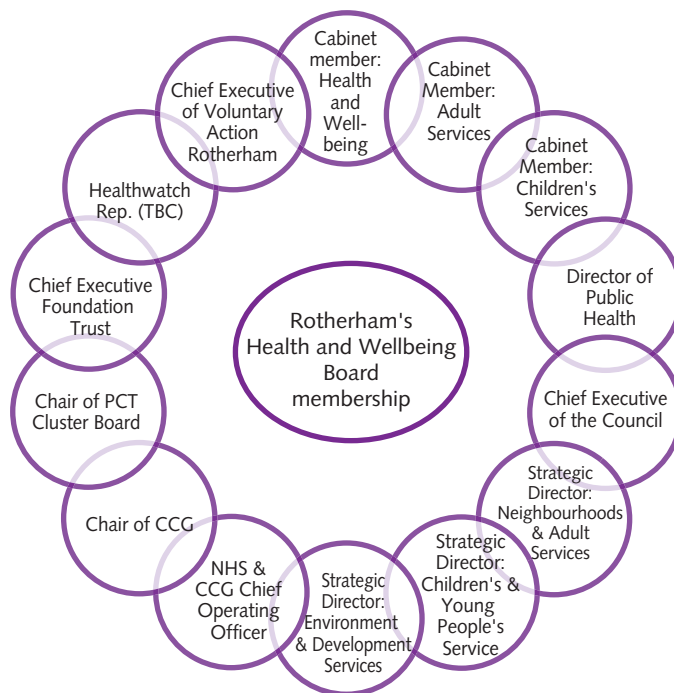 Cabinet
member:
Health
and
Well-
being
Cabinet
Member:
Adult
Services
Cabinet
Member:
Children's
Services
Director of
Public
Health
Chief Executive
of the Council
Strategic
Director:
Neighbourhoods
& Adult
Services
Strategic
Director:
Children's &
Young
People's
Service
Strategic
Director:
Environment
& Development
Services
NHS &
CCG Chief
Operating
Officer
Chair of CCG
Chair of PCT
Cluster Board
Chief Executive
Foundation
Trust
Healthwatch
Rep. (TBC)
Chief Executive
of Voluntary
Action
Rotherham
Rotherham's
Health and Wellbeing
Board
membership